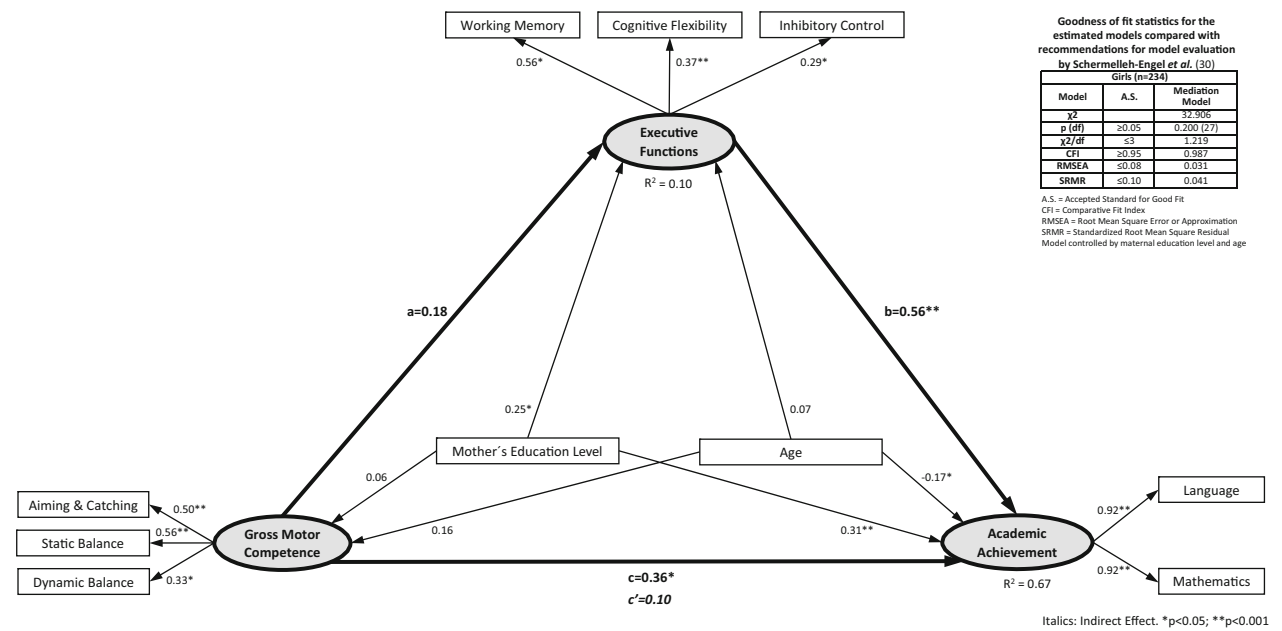 Working Memory
Cognitive Flexibility
Inhibitory Control
0.56*
0.37**
0.29*
Executive
Functions
R² = 0.10
Goodness of fit statistics for the
estimated models compared with
recommendations for model evaluation
by Schermelleh-Engel et al. (30)
Girls (n=234)
Model A.S. Mediation Model
χ2 32.906
p (df) ≥0.05 0.200 (27)
χ2/df ≤3 1.219
CFI ≥0.95 0.987
RMSEA ≤0.08 0.031
SRMR ≤0.10 0.041
A.S. = Accepted Standard for Good Fit
CFI = Comparative Fit Index
RMSEA = Root Mean Square Error or Approximation
SRMR = Standardized Root Mean Square Residual
Model controlled by maternal education level and age
a=0.18
b=0.56**
0.25*
0.07
Mother´s Education Level
Age
0.06
0.16
-0.17*
0.31**
Aiming & Catching
Static Balance
Dynamic Balance
0.50**
0.56**
0.33*
Gross Motor
Competence
c=0.36*
c’=0.10
Academic
Achievement
R² = 0.67
0.92**
0.92**
Language
Mathematics
Italics: Indirect Effect. *p<0.05; **p<0.001